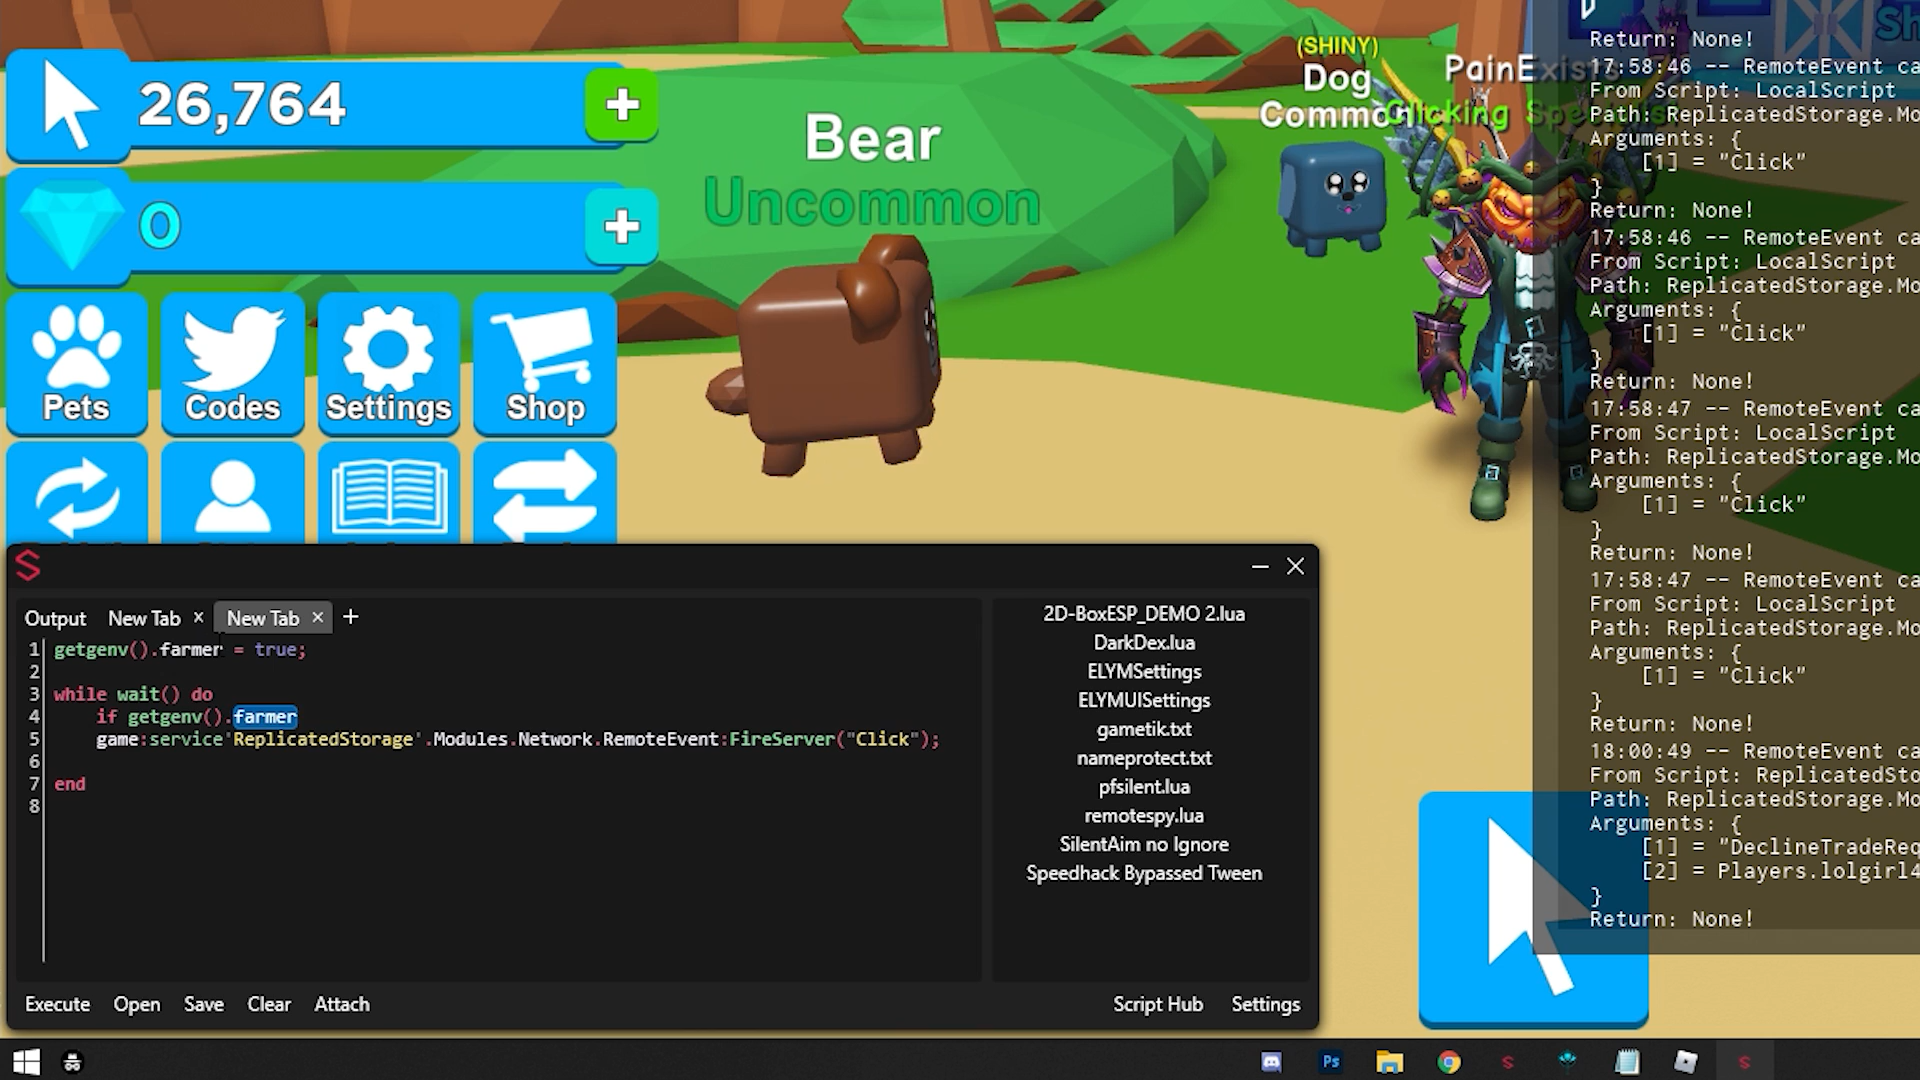 26,764
0
Pets
Codes
Settings
Shop
Bear
Uncommon
(SHINY)
Dog
Common
PainExists
Clicking
Return: None!
17:58:46 -- RemoteEvent ca
From Script: LocalScript
Path: ReplicatedStorage.Mo
Arguments: {
[1] = "Click"
}
Return: None!
17:58:46 -- RemoteEvent ca
From Script: LocalScript
Path: ReplicatedStorage.Mo
Arguments: {
[1] = "Click"
}
Return: None!
17:58:47 -- RemoteEvent ca
From Script: LocalScript
Path: ReplicatedStorage.Mo
Arguments: {
[1] = "Click"
}
Return: None!
17:58:47 -- RemoteEvent ca
From Script: LocalScript
Path: ReplicatedStorage.Mo
Arguments: {
[1] = "Click"
}
Return: None!
18:00:49 -- RemoteEvent ca
From Script: ReplicatedSto
Path: ReplicatedStorage.Mo
Arguments: {
[1] = "DeclineTradeReq
[2] = Players.lolgirl4
}
Return: None!
Output New Tab × New Tab × +
1 getgenv().farmer = true;
2
3 while wait() do
4 if getgenv().farmer
5 game:service'ReplicatedStorage'.Modules.Network.RemoteEvent:FireServer("Click");
6
7 end
8
2D-BoxESP_DEMO 2.lua
DarkDex.lua
ELYMSettings
ELYMUISettings
gametik.txt
nameprotect.txt
pfsilent.lua
remotespy.lua
SilentAim no Ignore
Speedhack Bypassed Tween
Execute Open Save Clear Attach
Script Hub Settings
Ps